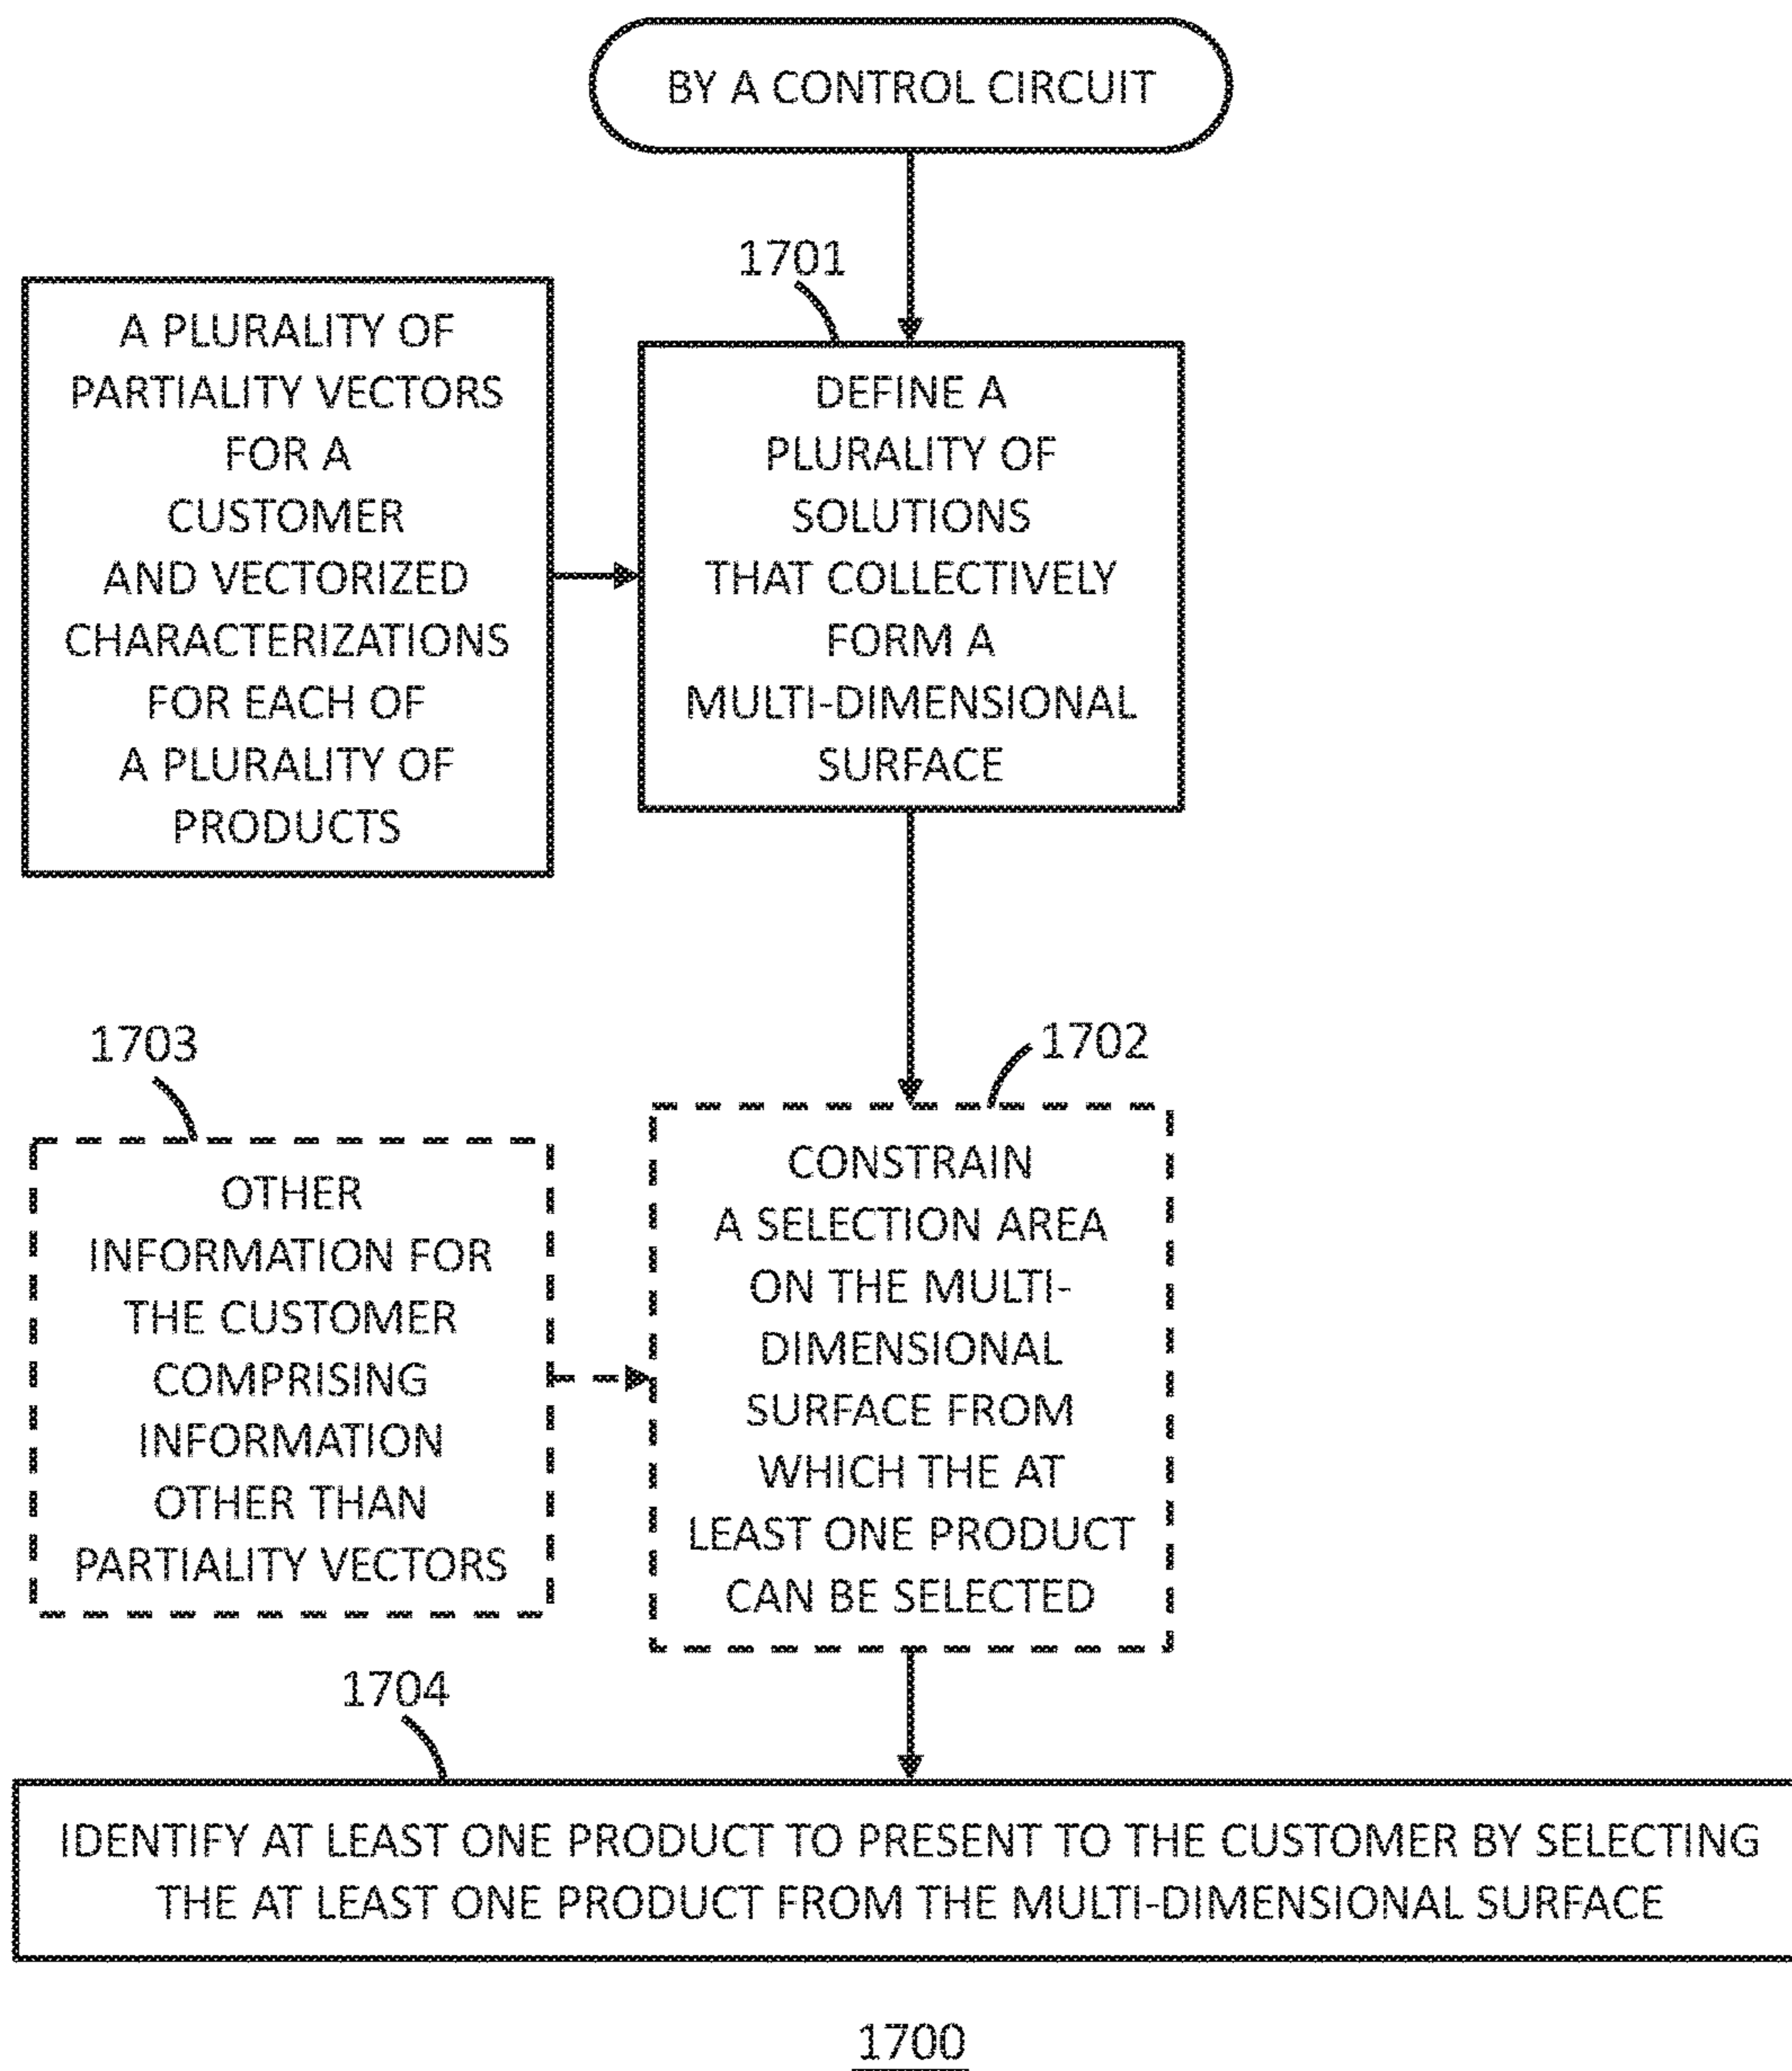 BY A CONTROL CIRCUIT
1701
A PLURALITY OF
PARTIALITY VECTORS
FOR A
CUSTOMER
AND VECTORIZED
CHARACTERIZATIONS
FOR EACH OF
A PLURALITY OF
PRODUCTS
DEFINE A
PLURALITY OF
SOLUTIONS
THAT COLLECTIVELY
FORM A
MULTI-DIMENSIONAL
SURFACE
1703
OTHER
INFORMATION FOR
THE CUSTOMER
COMPRISING
INFORMATION
OTHER THAN
PARTIALITY VECTORS
1702
CONSTRAIN
A SELECTION AREA
ON THE MULTI-
DIMENSIONAL
SURFACE FROM
WHICH THE AT
LEAST ONE PRODUCT
CAN BE SELECTED
1704
IDENTIFY AT LEAST ONE PRODUCT TO PRESENT TO THE CUSTOMER BY SELECTING
THE AT LEAST ONE PRODUCT FROM THE MULTI-DIMENSIONAL SURFACE
1700